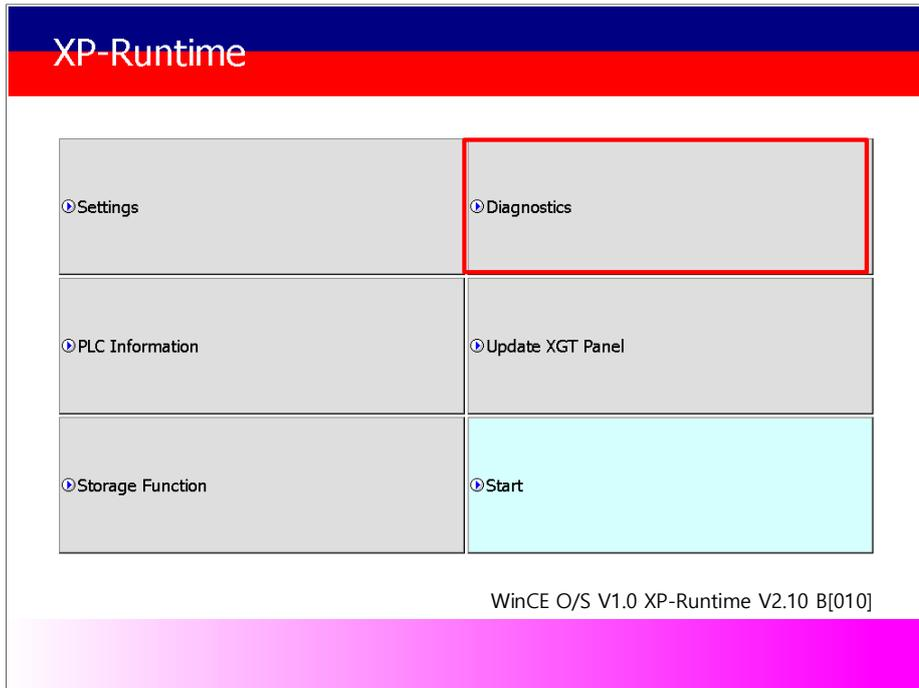 XP-Runtime
Settings
Diagnostics
PLC Information
Update XGT Panel
Storage Function
Start
WinCE O/S V1.0 XP-Runtime V2.10 B[010]